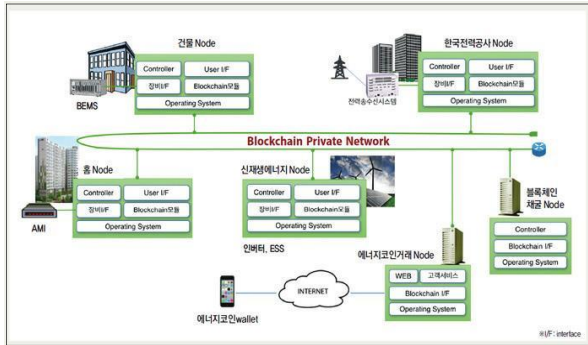 건물 Node
Controller
User I/F
장비I/F
Blockchain모듈
Operating System
BEMS
한국전력공사 Node
Controller
User I/F
장비I/F
Blockchain모듈
Operating System
전력송수신시스템
Blockchain Private Network
홈 Node
Controller
User I/F
장비I/F
Blockchain모듈
Operating System
AMI
신재생에너지 Node
Controller
User I/F
장비I/F
Blockchain모듈
Operating System
인버터, ESS
블록체인
채굴 Node
Controller
Blockchain I/F
Operating System
에너지코인거래 Node
WEB
고객서비스
Blockchain I/F
Operating System
INTERNET
에너지코인wallet
※I/F : interface